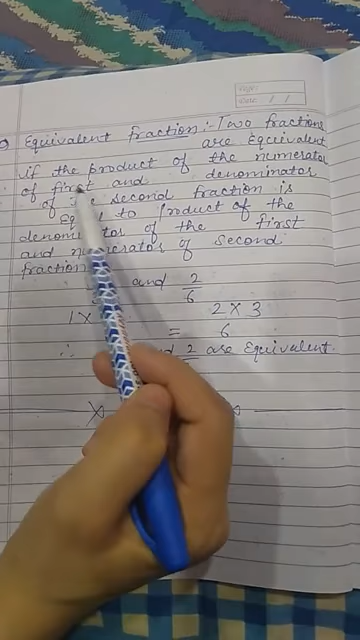 Equivalent fraction:- Two fractions
are Equivalent
if the product of the numerator
of first and denominator
of second fraction is
Equal to Product of the
denominator of the first
and numerator of second
fraction
and 2/6
1 X 2 X 3
= 6
∴ 2 are Equivalent